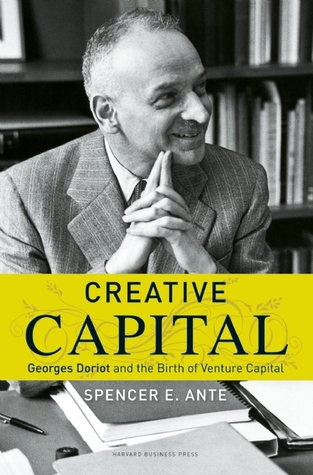 CREATIVE
CAPITAL
Georges Doriot and the Birth of Venture Capital
SPENCER E. ANTE
HARVARD BUSINESS PRESS